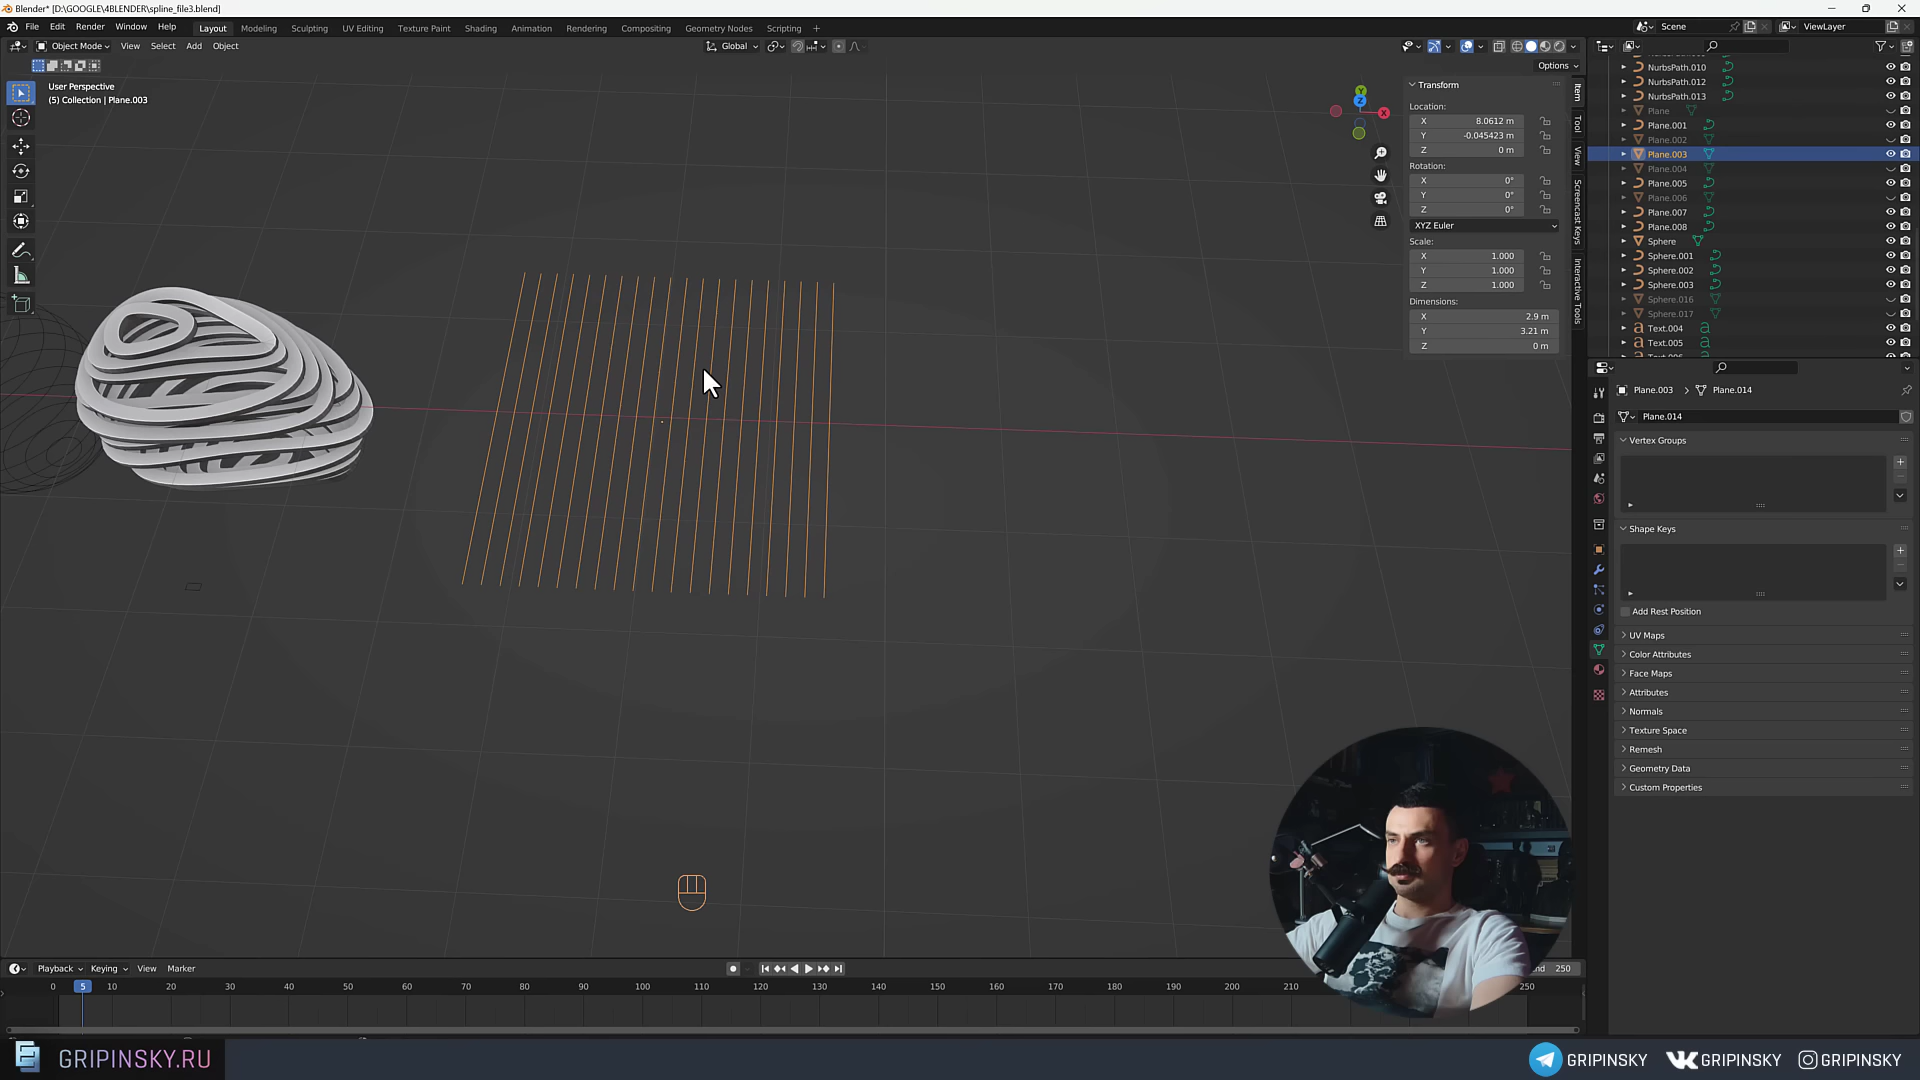 Blender* [D:\GOOGLE\4BLENDER\spline_file3.blend]
File Edit Render Window Help Layout Modeling Sculpting UV Editing Texture Paint Shading Animation Rendering Compositing Geometry Nodes Scripting + Scene ViewLayer
Object Mode View Select Add Object Global
Options
User Perspective
(5) Collection | Plane.003
Transform
Location:
X 8.0612 m
Y -0.045423 m
Z 0 m
Rotation:
X 0°
Y 0°
Z 0°
XYZ Euler
Scale:
X 1.000
Y 1.000
Z 1.000
Dimensions:
X 2.9 m
Y 3.21 m
Z 0 m
Item
Tool
View
Screencast Keys
Interactive Tools
Y
Z
X
NurbsPath.010
NurbsPath.012
NurbsPath.013
Plane
Plane.001
Plane.002
Plane.003
Plane.004
Plane.005
Plane.006
Plane.007
Plane.008
Sphere
Sphere.001
Sphere.002
Sphere.003
Sphere.016
Sphere.017
Text.004
Text.005
Plane.003 Plane.014
Plane.014
Vertex Groups
Shape Keys
Add Rest Position
UV Maps
Color Attributes
Face Maps
Attributes
Normals
Texture Space
Remesh
Geometry Data
Custom Properties
Playback Keying View Marker
250
0 5 10 20 30 40 50 60 70 80 90 100 110 120 130 140 150 160 170 180 190 200 210 250
GRIPINSKY.RU
GRIPINSKY GRIPINSKY GRIPINSKY